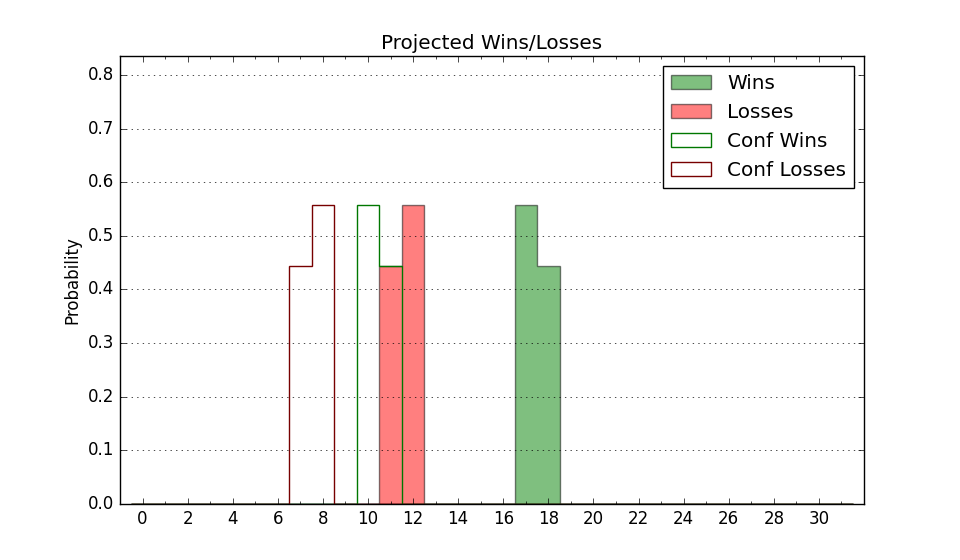 Projected Wins/Losses
Wins
Losses
Conf Wins
Conf Losses
Probability
0.8
0.7
0.6
0.5
0.4
0.3
0.2
0.1
0.0
0 2 4 6 8 10 12 14 16 18 20 22 24 26 28 30